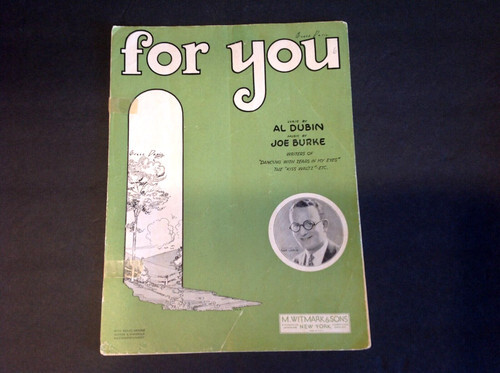 for you
LYRIC BY
AL DUBIN
MUSIC BY
JOE BURKE
WRITERS OF
"DANCING WITH TEARS IN MY EYES"
THE "KISS WALTZ" ETC.
M. WITMARK & SONS
NEW YORK